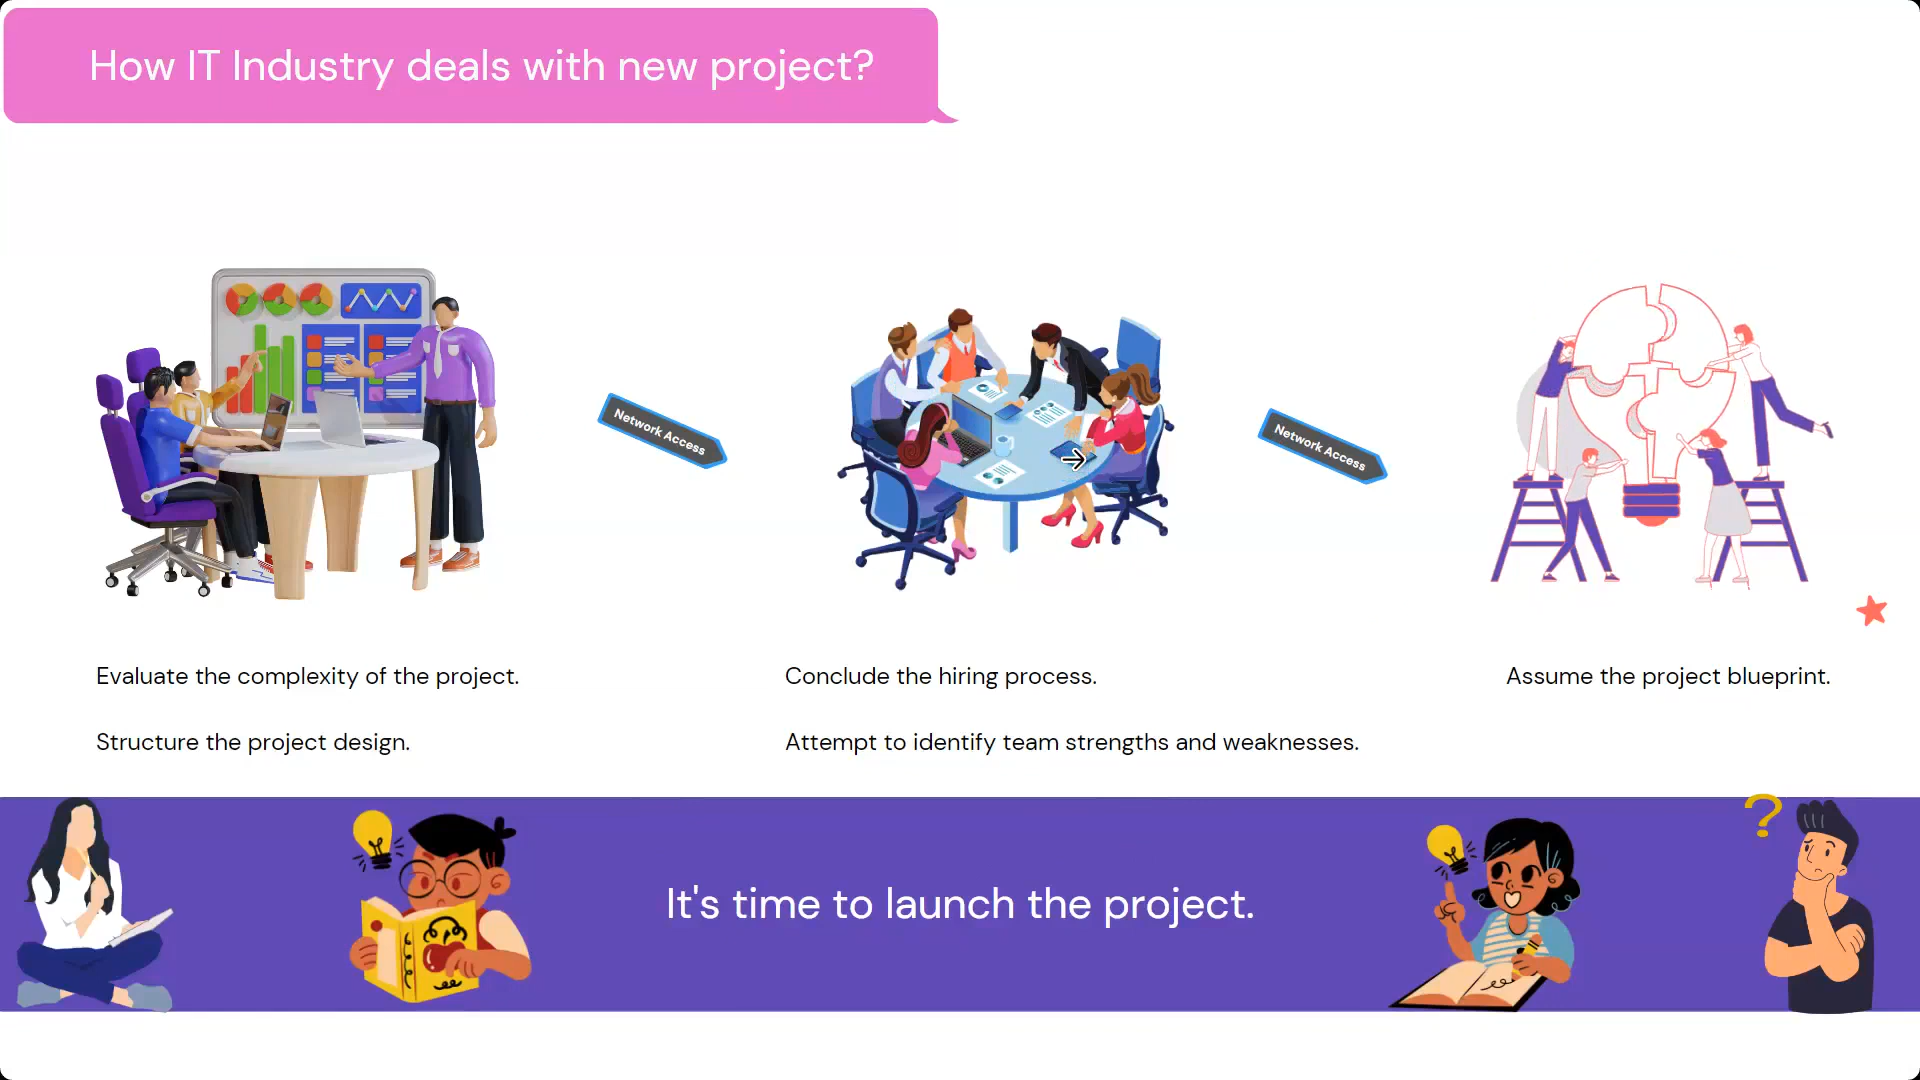 How IT Industry deals with new project?
Network Access
Network Access
Evaluate the complexity of the project.
Structure the project design.
Conclude the hiring process.
Attempt to identify team strengths and weaknesses.
Assume the project blueprint.
?
It's time to launch the project.